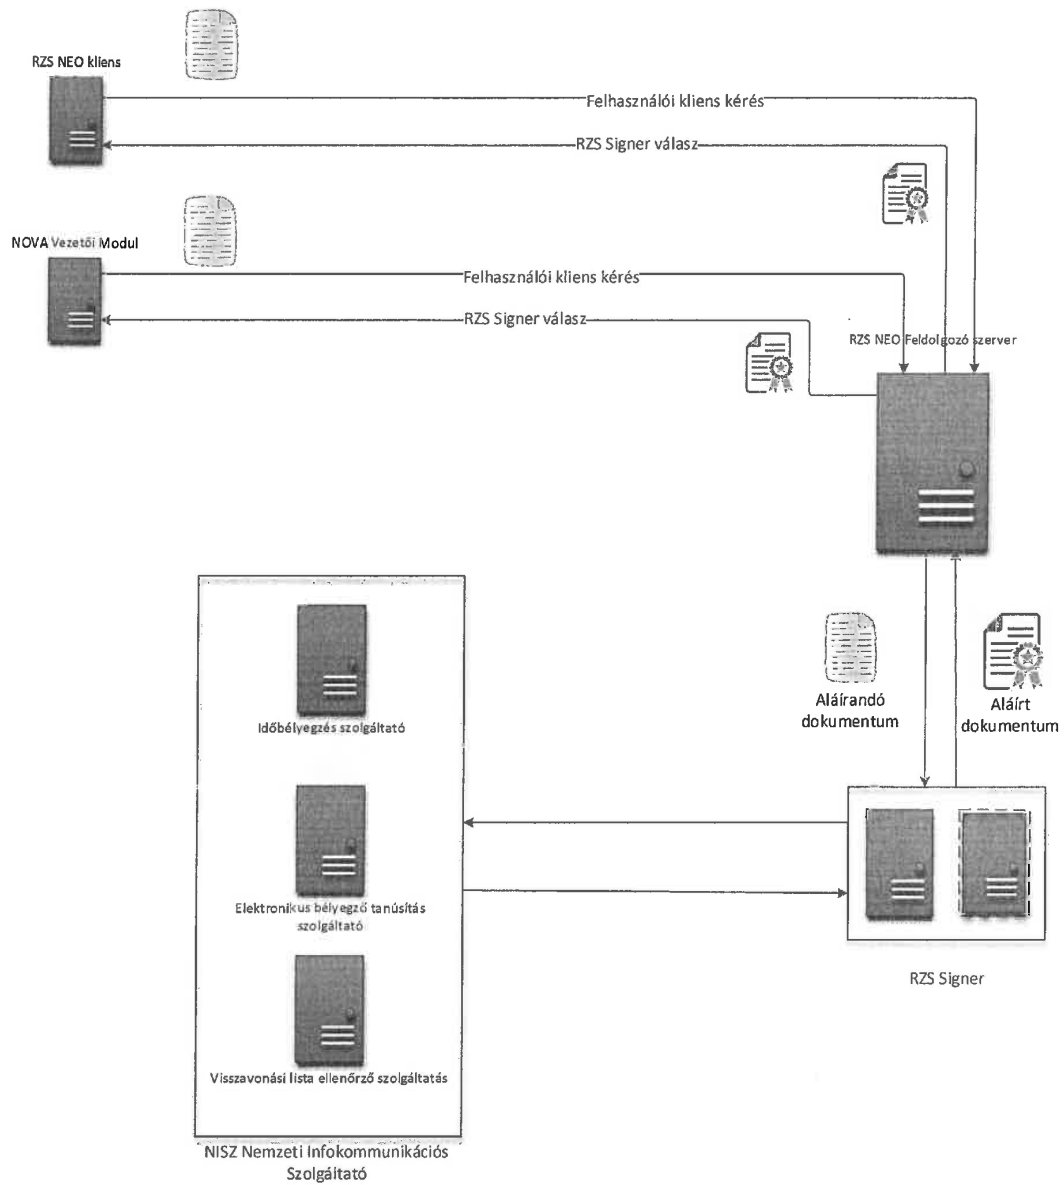 RZS NEO kliens
Felhasználói kliens kérés
RZS Signer válasz
NOVA Vezetői Modul
Felhasználói kliens kérés
RZS Signer válasz
RZS NEO Feldolgozó szerver
Időbélyegzés szolgáltató
Elektronikus bélyegző tanúsítás
szolgáltató
Visszavonási lista ellenőrző szolgáltatás
NISZ Nemzeti Infokommunikációs
Szolgáltató
Aláírandó
dokumentum
Aláírt
dokumentum
RZS Signer